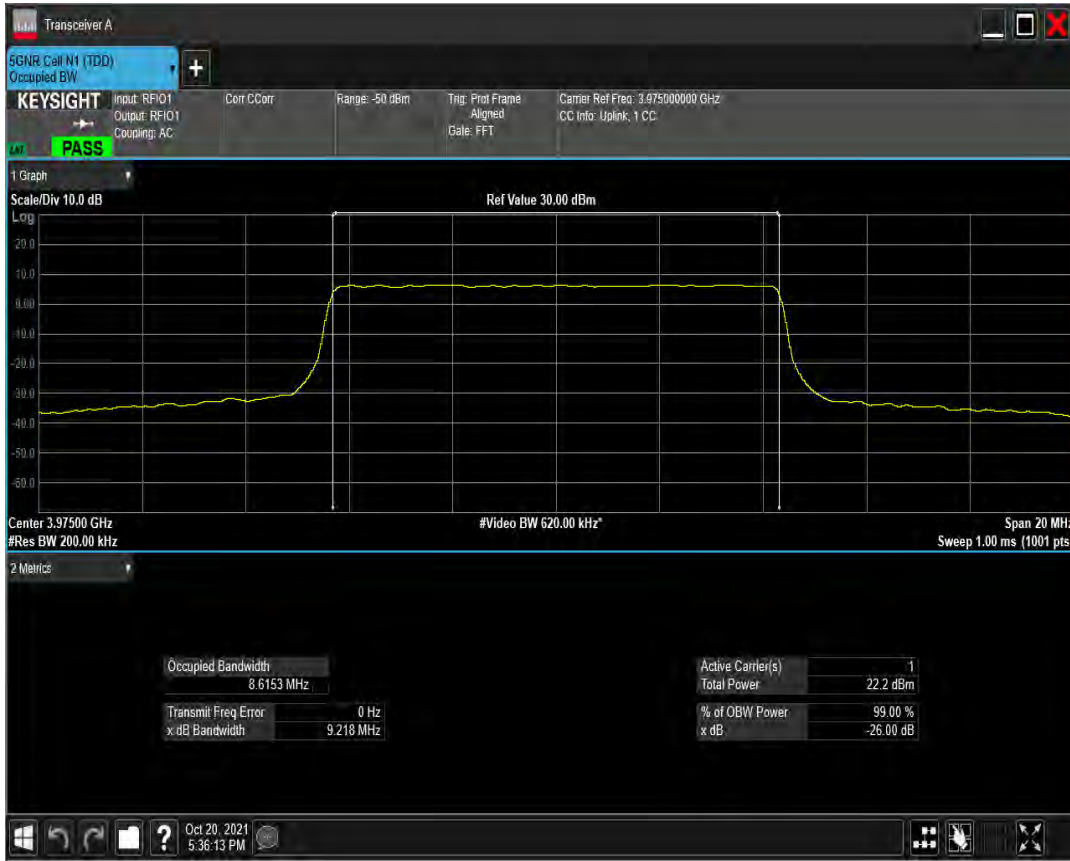 Transceiver A
5GNR Cell N1 (TDD)
Occupied BW
+
KEYSIGHT
Input: RFIO1
Output: RFIO1
Coupling: AC
Corr CCorr
Range: -50 dBm
Trig: Prot Frame
Aligned
Gate: FFT
Carrier Ref Freq: 3.975000000 GHz
CC Info: Uplink, 1 CC
PASS
1 Graph
Scale/Div 10.0 dB
Ref Value 30.00 dBm
Log
20.0
10.0
0.00
-10.0
-20.0
-30.0
-40.0
-50.0
-60.0
Center 3.97500 GHz
#Video BW 620.00 kHz*
Span 20 MHz
#Res BW 200.00 kHz
Sweep 1.00 ms (1001 pts
2 Metrics
Occupied Bandwidth
8.6153 MHz
Transmit Freq Error 0 Hz
x dB Bandwidth 9.218 MHz
Active Carrier(s) 1
Total Power 22.2 dBm
% of OBW Power 99.00 %
x dB -26.00 dB
?
Oct 20, 2021
5:36:13 PM